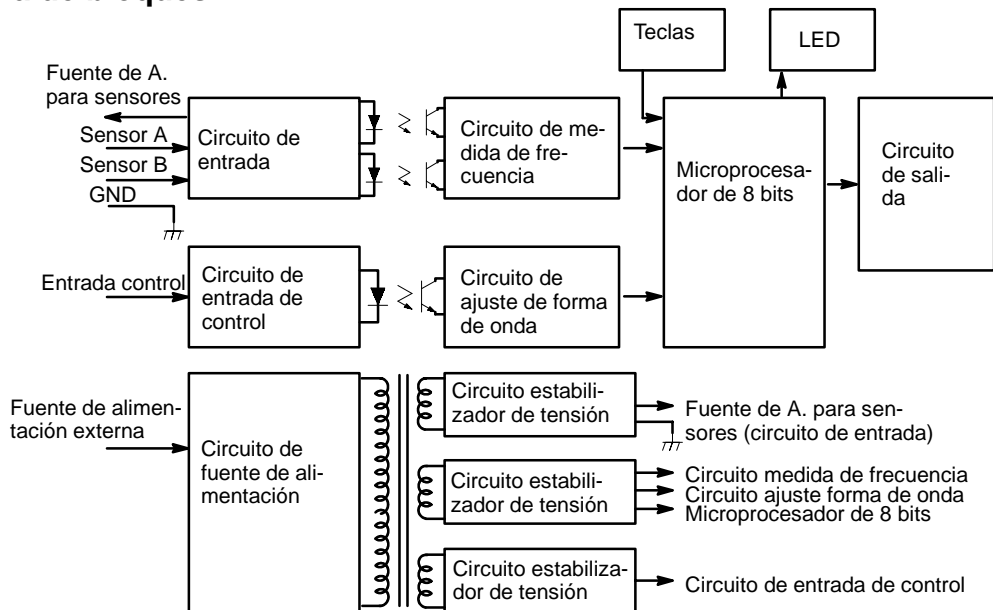 Teclas
LED
Fuente de A.
para sensores
Sensor A
Sensor B
GND
Circuito de
entrada
Circuito de me-
dida de fre-
cuencia
Microprocesa-
dor de 8 bits
Circuito
de sali-
da
Entrada control
Circuito de
entrada de
control
Circuito de
ajuste de forma
de onda
Fuente de alimen-
tación externa
Circuito de
fuente de ali-
mentación
Circuito estabili-
zador de tensión
Fuente de A. para sen-
sores (circuito de entrada)
Circuito estabili-
zador de tensión
Circuito medida de frecuencia
Circuito ajuste forma de onda
Microprocesador de 8 bits
Circuito estabiliza-
dor de tensión
Circuito de entrada de control